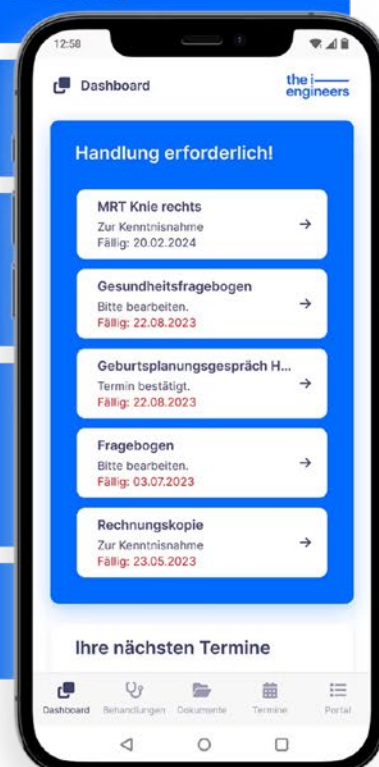 12:58
Dashboard
the i
engineers
Handlung erforderlich!
MRT Knie rechts
Zur Kenntnisnahme
Fällig: 20.02.2024
Gesundheitsfragebogen
Bitte bearbeiten.
Fällig: 22.08.2023
Geburtsplanungsgespräch H...
Termin bestätigt.
Fällig: 22.08.2023
Fragebogen
Bitte bearbeiten.
Fällig: 03.07.2023
Rechnungskopie
Zur Kenntnisnahme
Fällig: 23.05.2023
Ihre nächsten Termine
Dashboard Behandlungen Dokumente Termine Portal